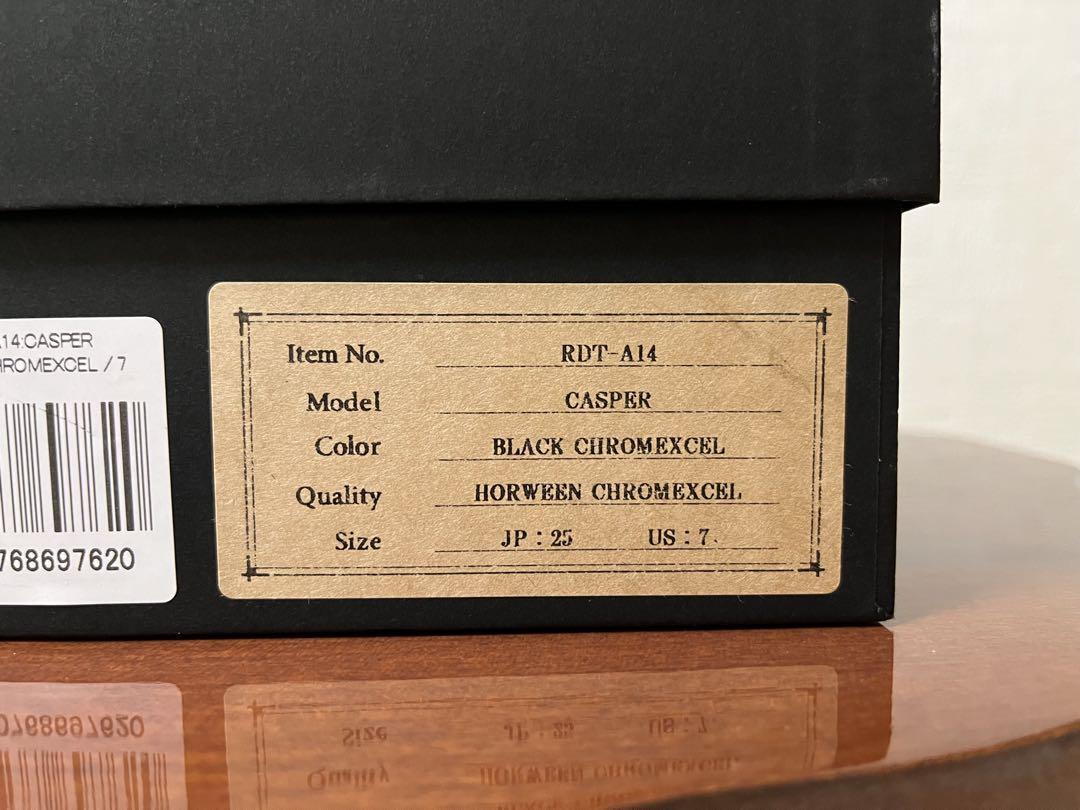 A14:CASPER
HROMEXCEL / 7
768697620
Item No. RDT-A14
Model CASPER
Color BLACK CHROMEXCEL
Quality HORWEEN CHROMEXCEL
Size JP : 25 US : 7